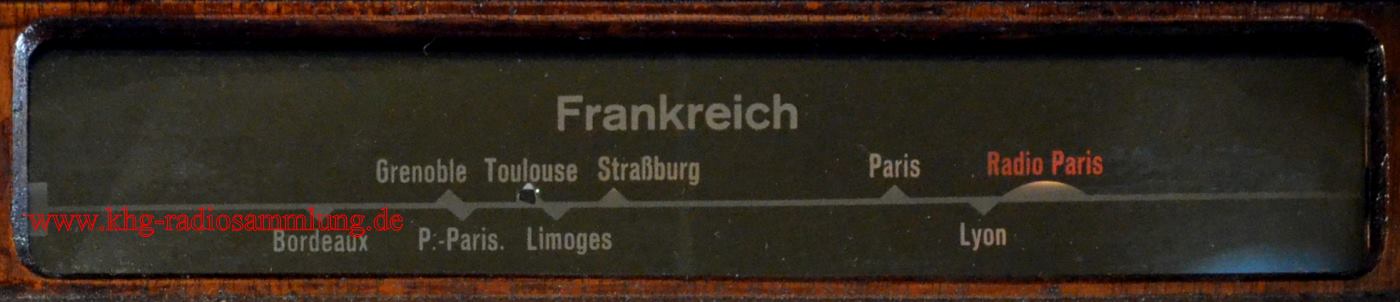 Frankreich
Grenoble Toulouse Straßburg Paris Radio Paris
www.khg-radiosammlung.de
Bordeaux P.-Paris. Limoges Lyon